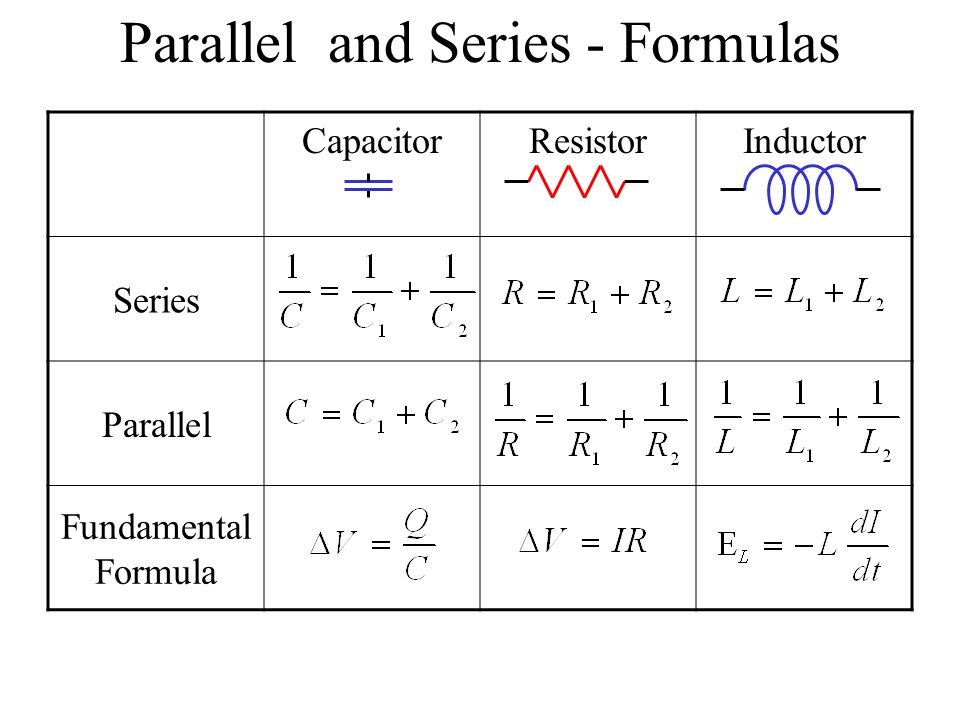 Parallel and Series - Formulas
Capacitor Resistor Inductor
Series 1/C = 1/C₁ + 1/C₂ R = R₁ + R₂ L = L₁ + L₂
Parallel C = C₁ + C₂ 1/R = 1/R₁ + 1/R₂ 1/L = 1/L₁ + 1/L₂
Fundamental
Formula ΔV = Q/C ΔV = IR E_L = −L dI/dt